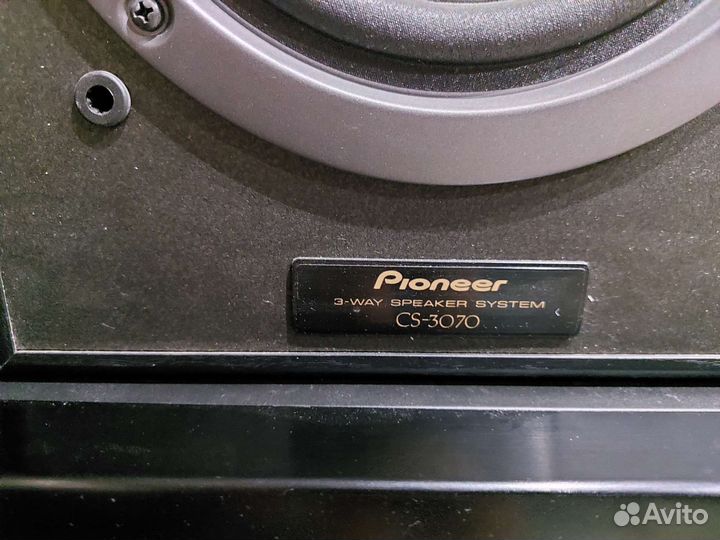 Pioneer
3-WAY SPEAKER SYSTEM
CS-3070
Avito